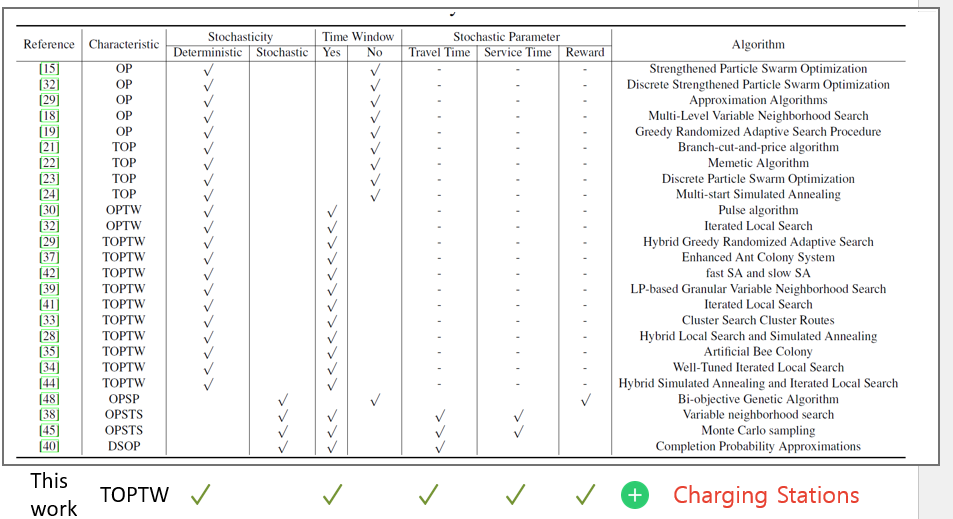 Reference Characteristic Stochasticity Time Window Stochastic Parameter Algorithm
Deterministic Stochastic Yes No Travel Time Service Time Reward
[15] OP √ √ - - - Strengthened Particle Swarm Optimization
[32] OP √ √ - - - Discrete Strengthened Particle Swarm Optimization
[29] OP √ √ - - - Approximation Algorithms
[18] OP √ √ - - - Multi-Level Variable Neighborhood Search
[19] OP √ √ - - - Greedy Randomized Adaptive Search Procedure
[21] TOP √ √ - - - Branch-cut-and-price algorithm
[22] TOP √ √ - - - Memetic Algorithm
[23] TOP √ √ - - - Discrete Particle Swarm Optimization
[24] TOP √ √ - - - Multi-start Simulated Annealing
[30] OPTW √ √ - - - Pulse algorithm
[32] OPTW √ √ - - - Iterated Local Search
[29] TOPTW √ √ - - - Hybrid Greedy Randomized Adaptive Search
[37] TOPTW √ √ - - - Enhanced Ant Colony System
[42] TOPTW √ √ - - - fast SA and slow SA
[39] TOPTW √ √ - - - LP-based Granular Variable Neighborhood Search
[41] TOPTW √ √ - - - Iterated Local Search
[33] TOPTW √ √ - - - Cluster Search Cluster Routes
[28] TOPTW √ √ - - - Hybrid Local Search and Simulated Annealing
[35] TOPTW √ √ - - - Artificial Bee Colony
[34] TOPTW √ √ - - - Well-Tuned Iterated Local Search
[44] TOPTW √ √ - - - Hybrid Simulated Annealing and Iterated Local Search
[48] OPSP √ √ √ Bi-objective Genetic Algorithm
[38] OPSTS √ √ √ √ Variable neighborhood search
[45] OPSTS √ √ √ √ Monte Carlo sampling
[40] DSOP √ √ √ Completion Probability Approximations
This work TOPTW ✓ ✓ ✓ ✓ ✓ + Charging Stations